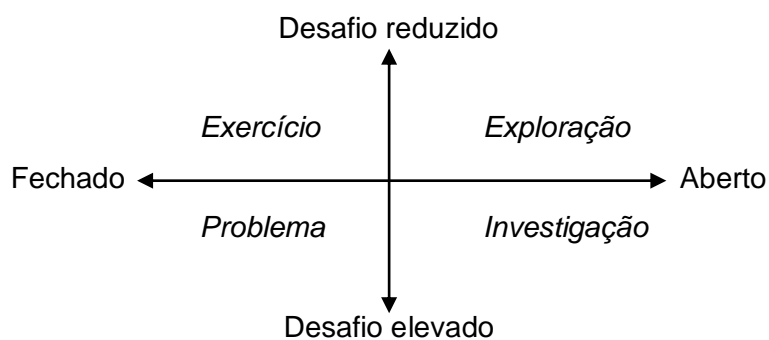 Desafio reduzido
Exercício Exploração
Fechado Aberto
Problema Investigação
Desafio elevado